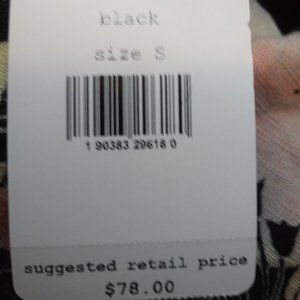 black
size S
1 90383 29618 0
suggested retail price
$78.00